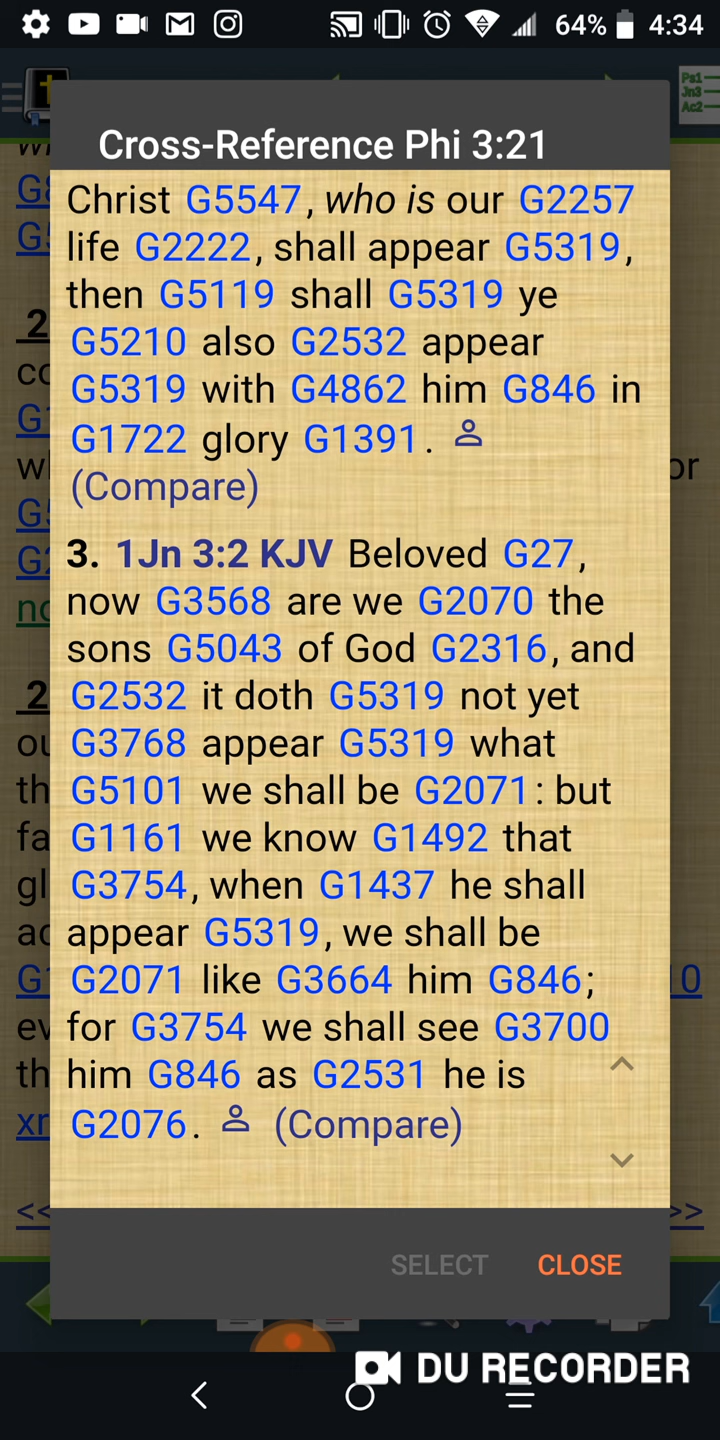 64% 4:34
Ps1
Jn3
Ac2
Cross-Reference Phi 3:21
Christ G5547, who is our G2257
life G2222, shall appear G5319,
then G5119 shall G5319 ye
G5210 also G2532 appear
G5319 with G4862 him G846 in
G1722 glory G1391.
(Compare)
3. 1Jn 3:2 KJV Beloved G27,
now G3568 are we G2070 the
sons G5043 of God G2316, and
G2532 it doth G5319 not yet
G3768 appear G5319 what
G5101 we shall be G2071: but
G1161 we know G1492 that
G3754, when G1437 he shall
appear G5319, we shall be
G2071 like G3664 him G846;
for G3754 we shall see G3700
him G846 as G2531 he is
G2076. (Compare)
<< >>
SELECT CLOSE
DU RECORDER